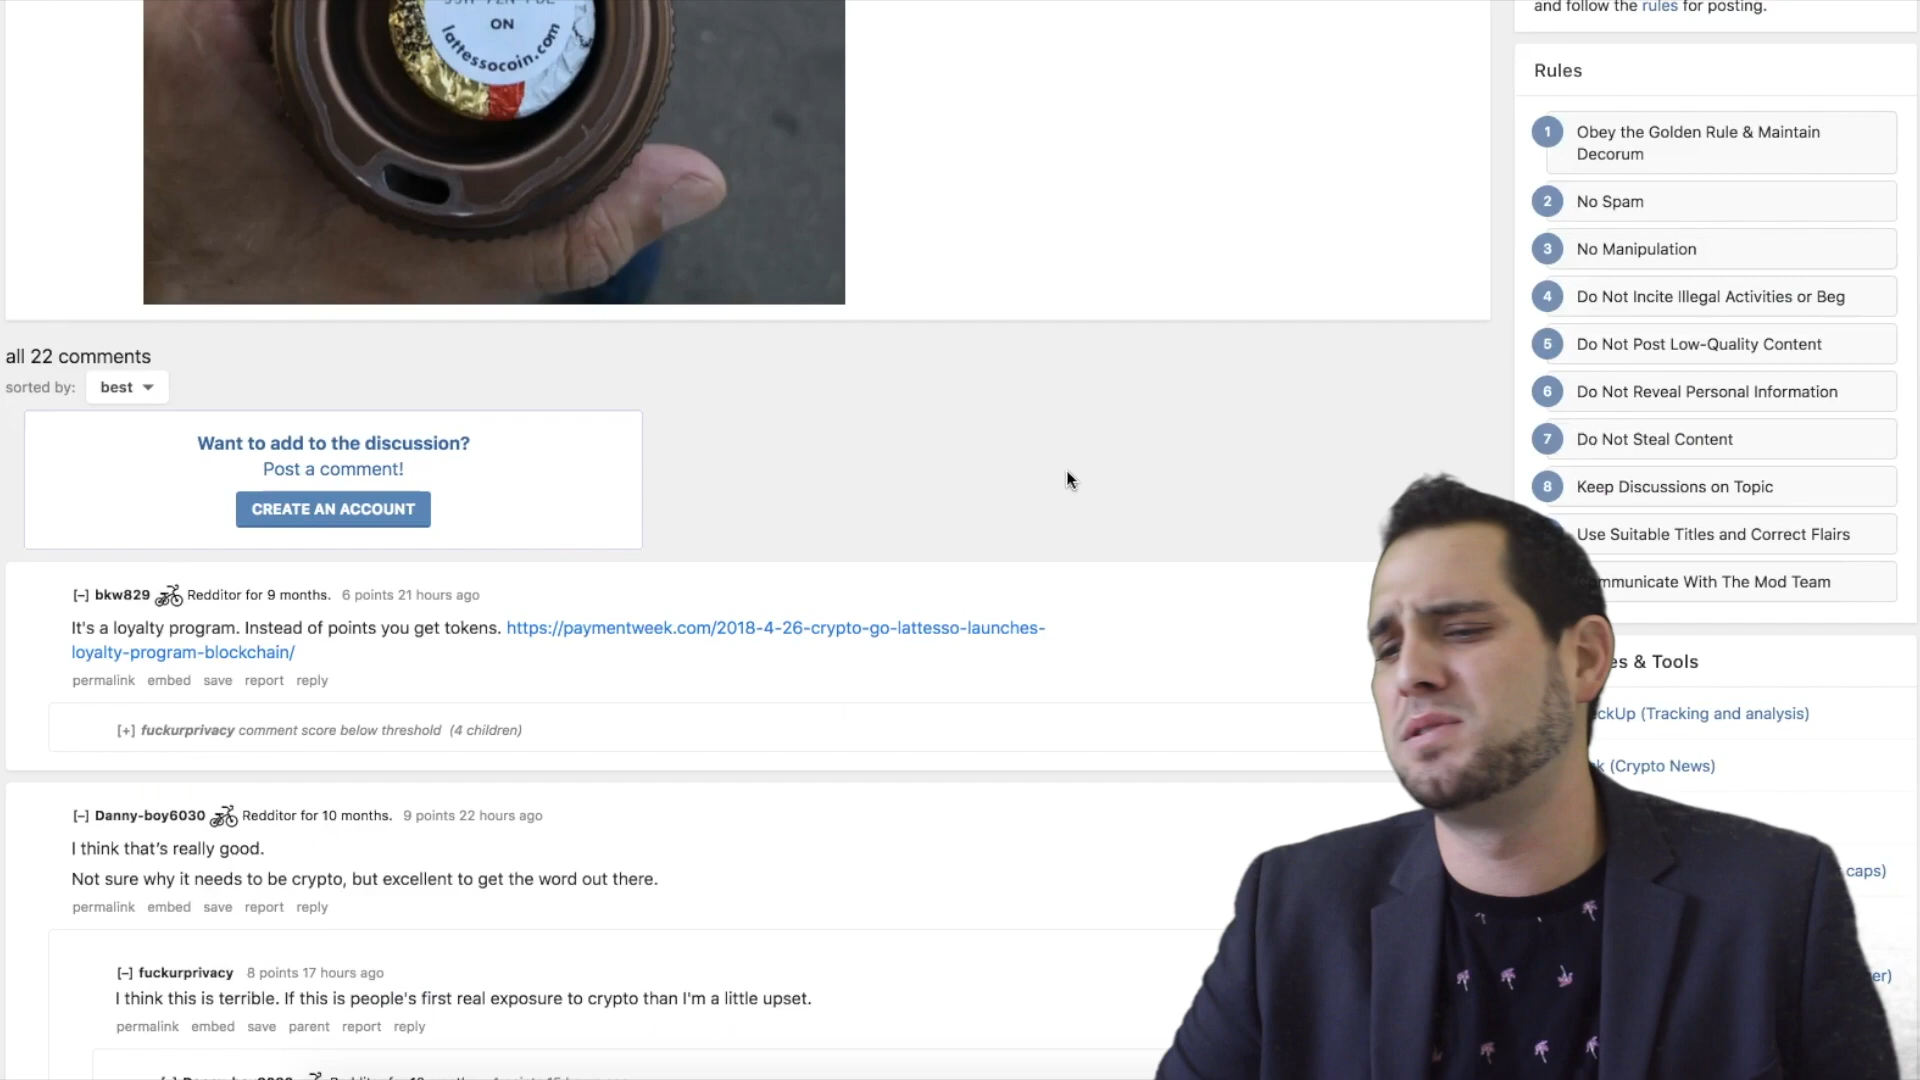 ON
lattessocoin.com
and follow the rules for posting.
Rules
1 Obey the Golden Rule & Maintain
Decorum
2 No Spam
3 No Manipulation
4 Do Not Incite Illegal Activities or Beg
5 Do Not Post Low-Quality Content
6 Do Not Reveal Personal Information
7 Do Not Steal Content
8 Keep Discussions on Topic
Use Suitable Titles and Correct Flairs
mmunicate With The Mod Team
es & Tools
ckUp (Tracking and analysis)
k (Crypto News)
caps)
er)
all 22 comments
sorted by: best
Want to add to the discussion?
Post a comment!
CREATE AN ACCOUNT
[–] bkw829 Redditor for 9 months. 6 points 21 hours ago
It's a loyalty program. Instead of points you get tokens. https://paymentweek.com/2018-4-26-crypto-go-lattesso-launches-
loyalty-program-blockchain/
permalink embed save report reply
[+] fuckurprivacy comment score below threshold (4 children)
[–] Danny-boy6030 Redditor for 10 months. 9 points 22 hours ago
I think that's really good.
Not sure why it needs to be crypto, but excellent to get the word out there.
permalink embed save report reply
[–] fuckurprivacy 8 points 17 hours ago
I think this is terrible. If this is people's first real exposure to crypto than I'm a little upset.
permalink embed save parent report reply